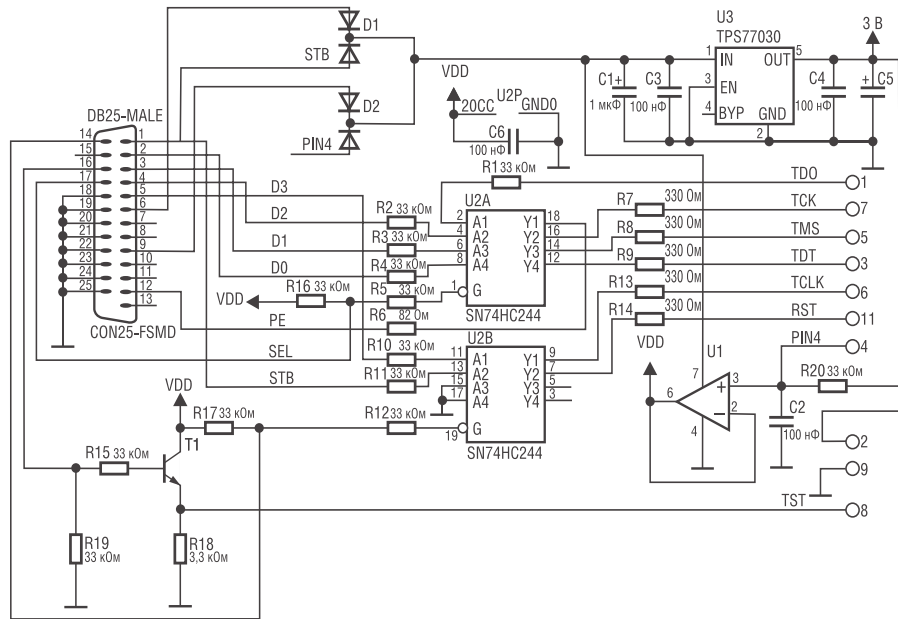 D1
STB
D2
PIN4
DB25-MALE
14
15
16
17
18
19
20
21
22
23
24
25
1
2
3
4
5
6
7
8
9
10
11
12
13
CON25-FSMD
U3
TPS77030
3 В
1
IN
OUT
5
3
EN
4
BYP
GND
2
C1
+
1 мкФ
C3
100 нФ
C4
100 нФ
+
C5
VDD
20CC
U2P
GND0
C6
100 нФ
R1 33 кОм
TDO
1
D3
D2
D1
D0
R2 33 кОм
R3 33 кОм
R4 33 кОм
R5 33 кОм
R6 82 Ом
U2A
2
4
6
8
1
A1
A2
A3
A4
G
Y1
Y2
Y3
Y4
18
16
14
12
SN74HC244
VDD
R16 33 кОм
PE
SEL
STB
R7
330 Ом
TCK
7
R8
330 Ом
TMS
5
R9
330 Ом
TDT
3
R13
330 Ом
TCLK
6
R14
330 Ом
RST
11
R10 33 кОм
R11 33 кОм
R12 33 кОм
U2B
11
13
15
17
19
A1
A2
A3
A4
G
Y1
Y2
Y3
Y4
9
7
5
3
SN74HC244
VDD
U1
7
6
4
3
2
+
−
PIN4
4
R20 33 кОм
C2
100 нФ
2
9
TST
8
VDD
R17 33 кОм
T1
R15 33 кОм
R19
33 кОм
R18
3,3 кОм